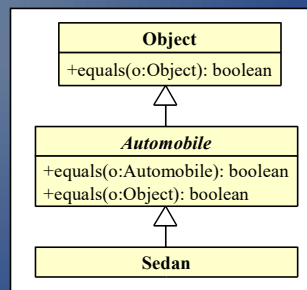 Object
+equals(o:Object): boolean
Automobile
+equals(o:Automobile): boolean
+equals(o:Object): boolean
Sedan